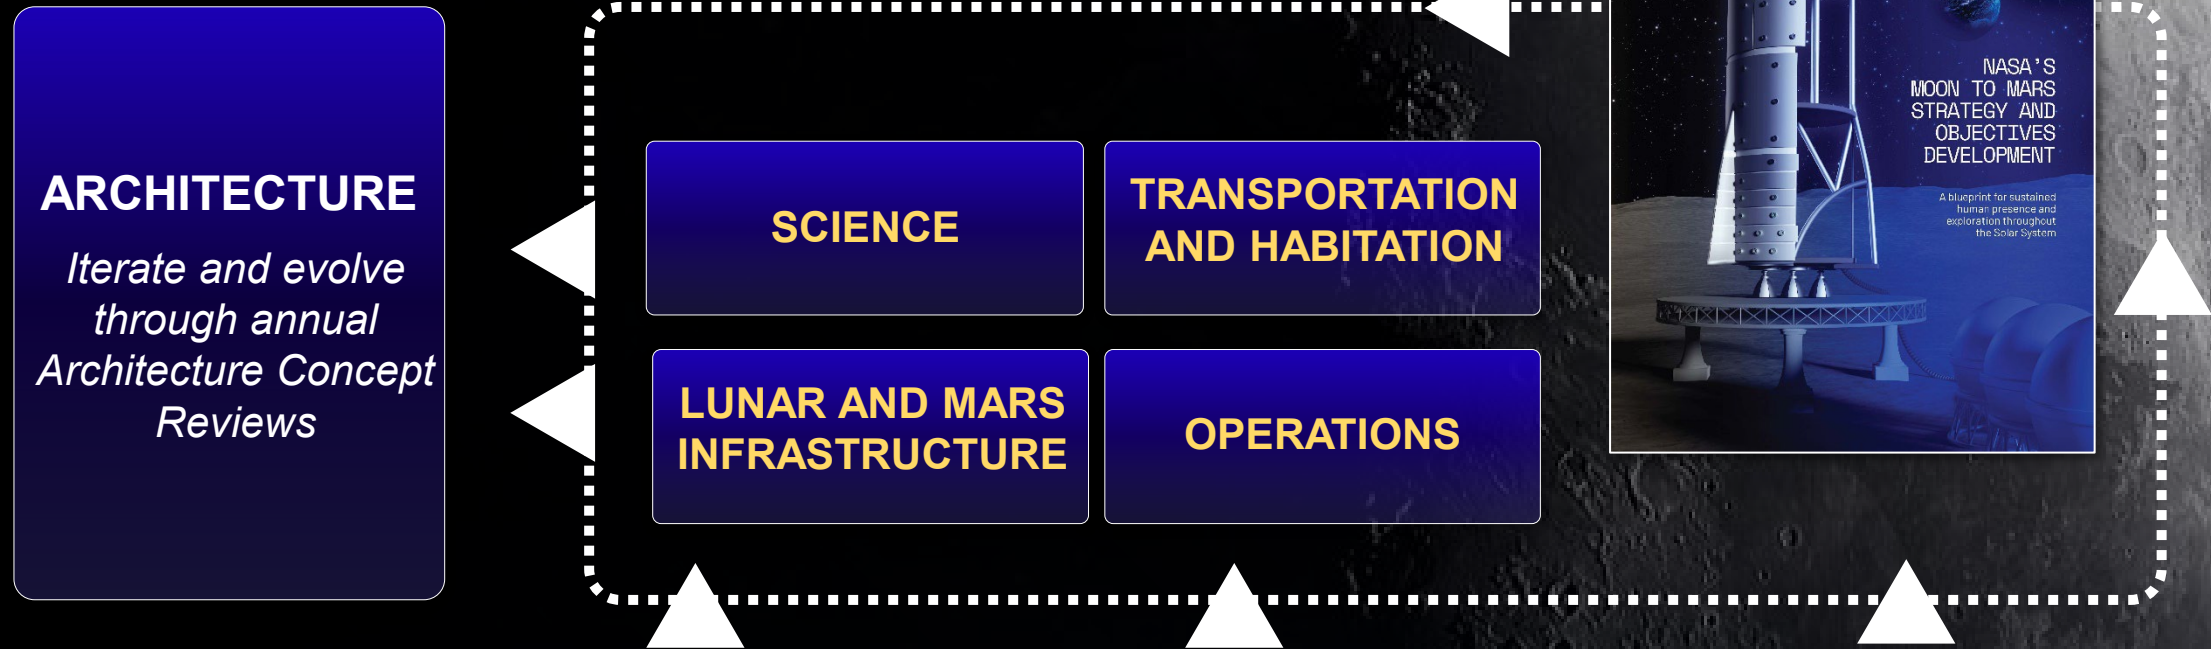 ARCHITECTURE
Iterate and evolve
through annual
Architecture Concept
Reviews
SCIENCE
TRANSPORTATION
AND HABITATION
LUNAR AND MARS
INFRASTRUCTURE
OPERATIONS
NASA'S
MOON TO MARS
STRATEGY AND
OBJECTIVES
DEVELOPMENT
A blueprint for sustained
human presence and
exploration throughout
the Solar System